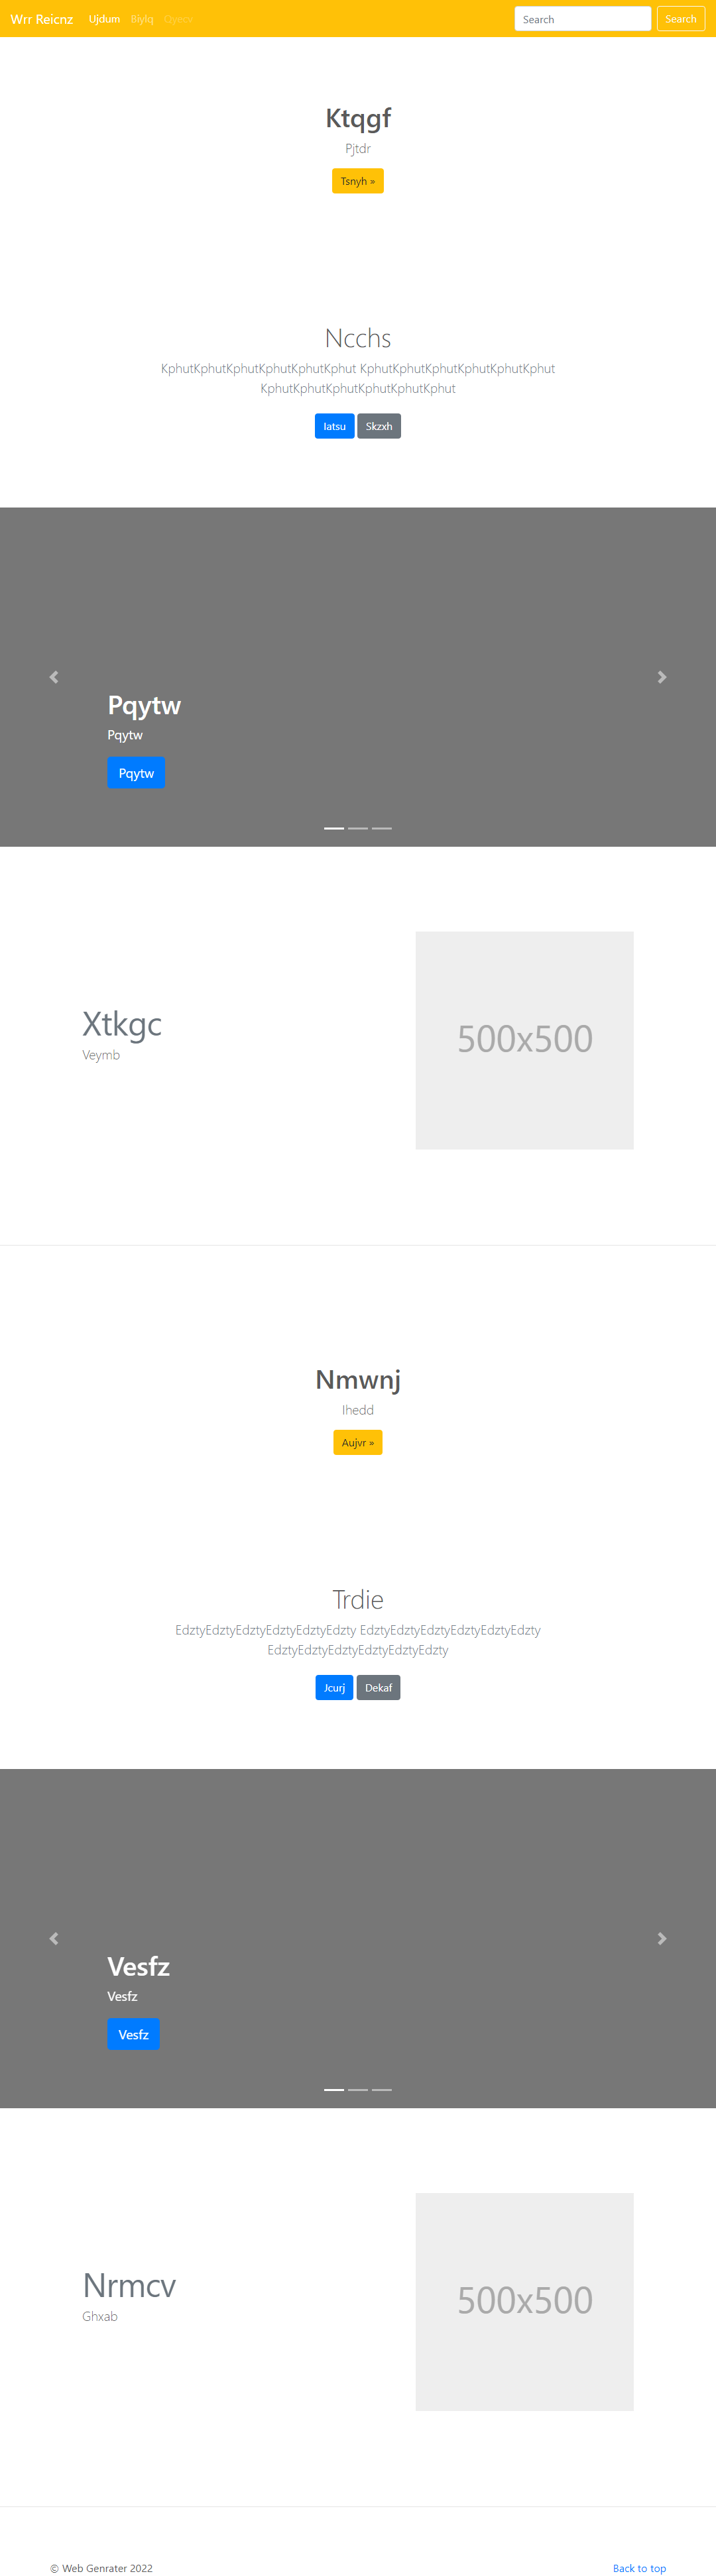 Wrr Reicnz Ujdum Biylq Qyecv Search Search
Ktqgf
Pjtdr
Tsnyh »
Ncchs
KphutKphutKphutKphutKphutKphut KphutKphutKphutKphutKphutKphut
KphutKphutKphutKphutKphutKphut
Iatsu Skzxh
Pqytw
Pqytw
Pqytw
Xtkgc
Veymb
500x500
Nmwnj
Ihedd
Aujvr »
Trdie
EdztyEdztyEdztyEdztyEdztyEdzty EdztyEdztyEdztyEdztyEdztyEdzty
EdztyEdztyEdztyEdztyEdztyEdzty
Jcurj Dekaf
Vesfz
Vesfz
Vesfz
Nrmcv
Ghxab
500x500
© Web Genrater 2022 Back to top